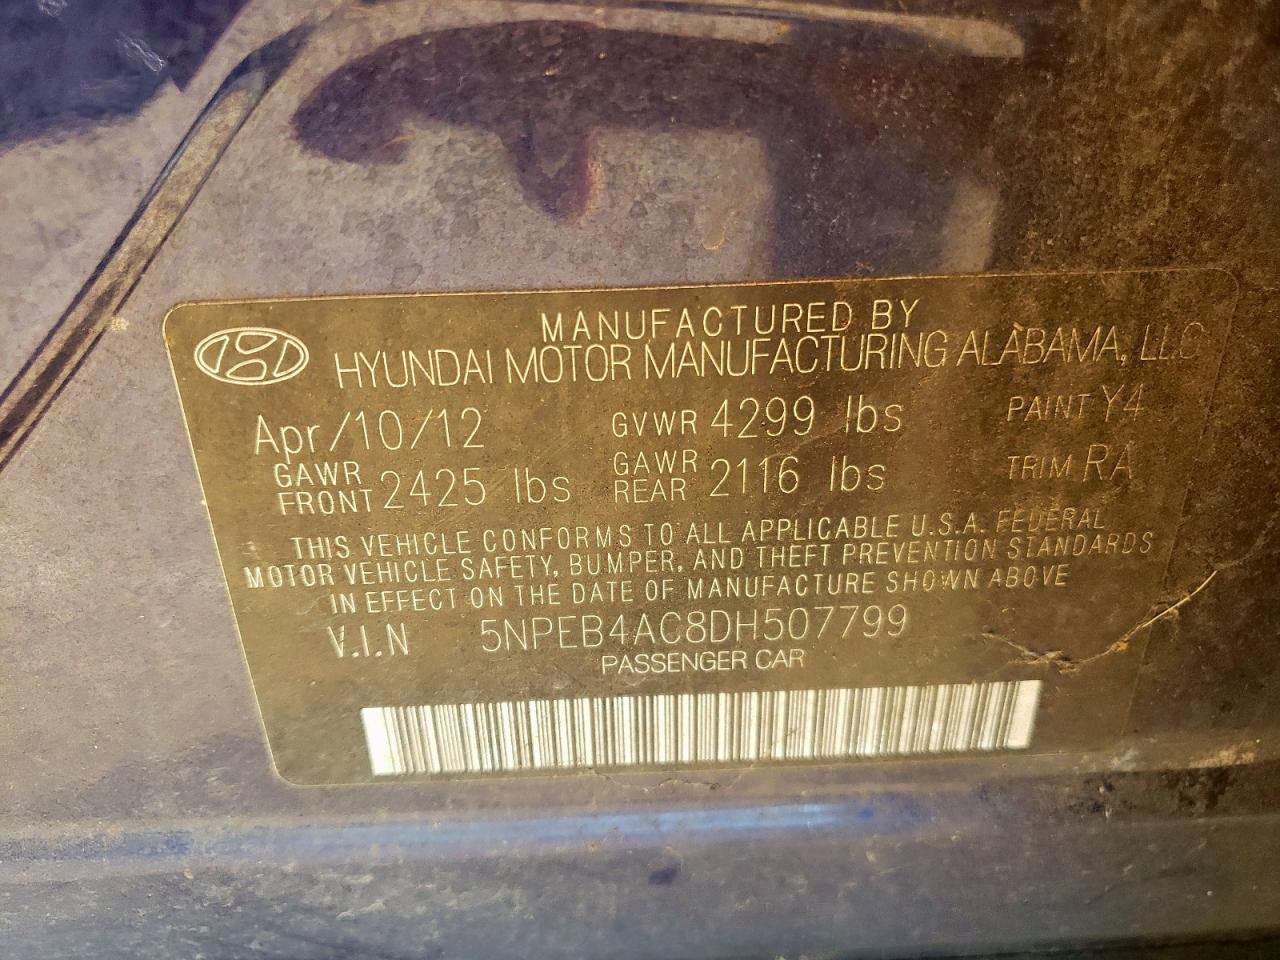 MANUFACTURED BY
HYUNDAI MOTOR MANUFACTURING ALABAMA, LLC
Apr/10/12 GVWR 4299 lbs PAINT Y4
GAWR FRONT 2425 lbs GAWR REAR 2116 lbs TRIM RA
THIS VEHICLE CONFORMS TO ALL APPLICABLE U.S.A. FEDERAL
MOTOR VEHICLE SAFETY, BUMPER, AND THEFT PREVENTION STANDARDS
IN EFFECT ON THE DATE OF MANUFACTURE SHOWN ABOVE
V.I.N 5NPEB4AC8DH507799
PASSENGER CAR